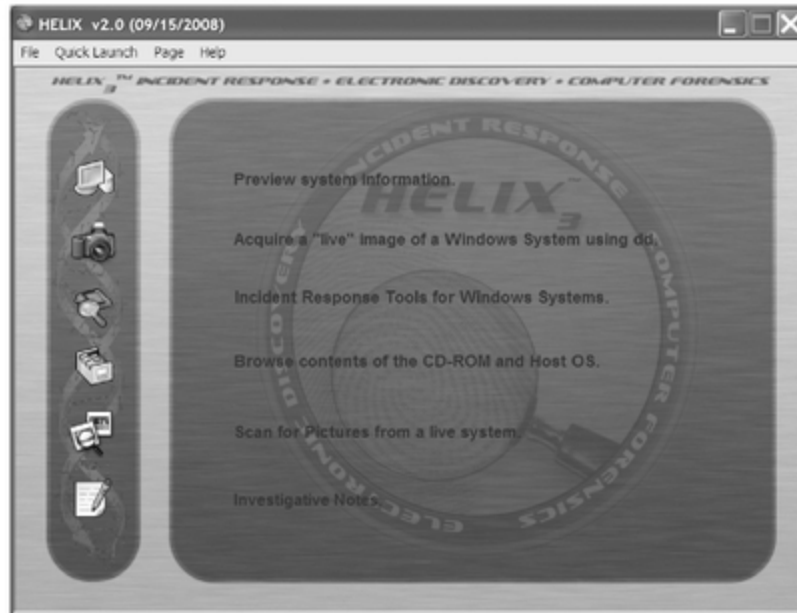 HELIX v2.0 (09/15/2008)
File Quick Launch Page Help
HELIX3™ INCIDENT RESPONSE • ELECTRONIC DISCOVERY • COMPUTER FORENSICS
INCIDENT RESPONSE
COMPUTER FORENSICS
ELECTRONIC DISCOVERY
HELIX3™
Preview system information.
Acquire a "live" image of a Windows System using dd.
Incident Response Tools for Windows Systems.
Browse contents of the CD-ROM and Host OS.
Scan for Pictures from a live system.
Investigative Notes.